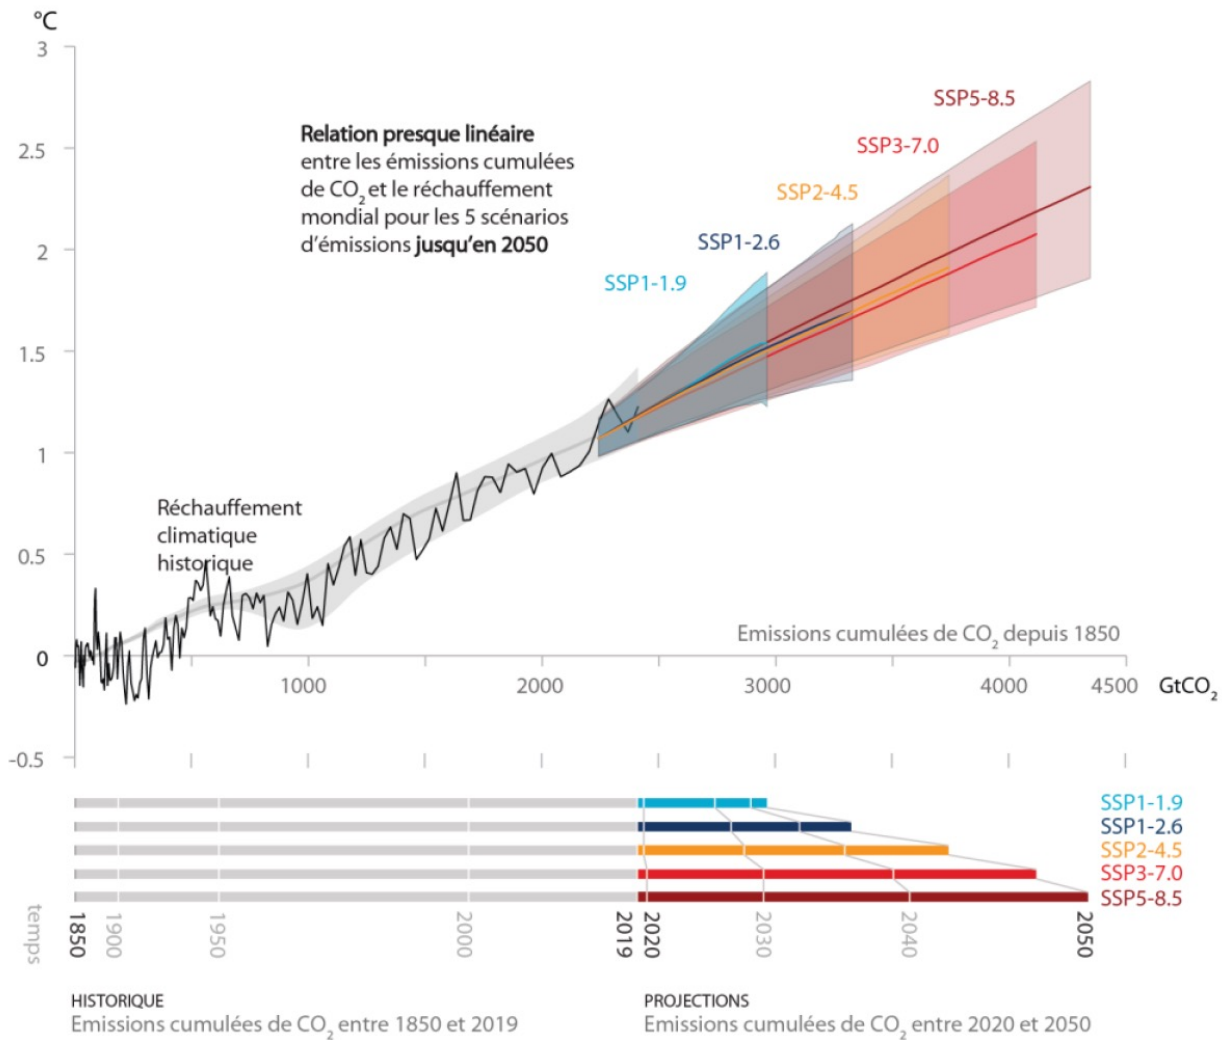 °C
3
2.5
2
1.5
1
0.5
0
-0.5
Relation presque linéaire
entre les émissions cumulées
de CO₂ et le réchauffement
mondial pour les 5 scénarios
d'émissions jusqu'en 2050
SSP5-8.5
SSP3-7.0
SSP2-4.5
SSP1-2.6
SSP1-1.9
Réchauffement
climatique
historique
Emissions cumulées de CO₂ depuis 1850
1000 2000 3000 4000 4500 GtCO₂
SSP1-1.9
SSP1-2.6
SSP2-4.5
SSP3-7.0
SSP5-8.5
temps 1850 1900 1950 2000 2019 2020 2030 2040 2050
HISTORIQUE
Emissions cumulées de CO₂ entre 1850 et 2019
PROJECTIONS
Emissions cumulées de CO₂ entre 2020 et 2050